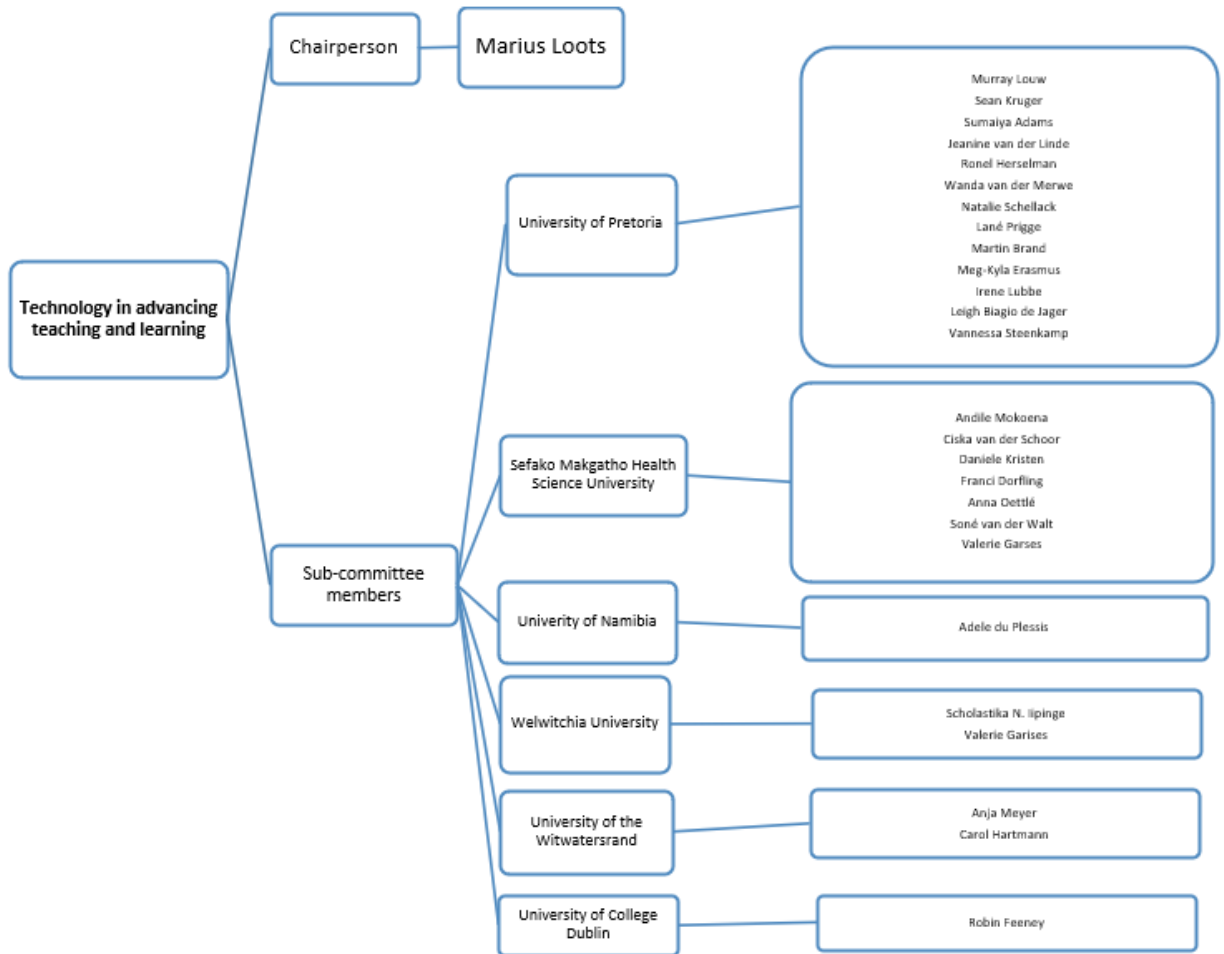 Chairperson
Marius Loots
Technology in advancing
teaching and learning
Sub-committee
members
University of Pretoria
Murray Louw
Sean Kruger
Sumaiya Adams
Jeanine van der Linde
Ronel Herselman
Wanda van der Merwe
Natalie Schellack
Lané Prigge
Martin Brand
Meg-Kyla Erasmus
Irene Lubbe
Leigh Biagio de Jager
Vannessa Steenkamp
Sefako Makgatho Health
Science University
Andile Mokoena
Ciska van der Schoor
Daniele Kristen
Franci Dorfling
Anna Oettlé
Soné van der Walt
Valerie Garses
Univerity of Namibia
Adele du Plessis
Welwitchia University
Scholastika N. Iipinge
Valerie Garises
University of the
Witwatersrand
Anja Meyer
Carol Hartmann
University of College
Dublin
Robin Feeney